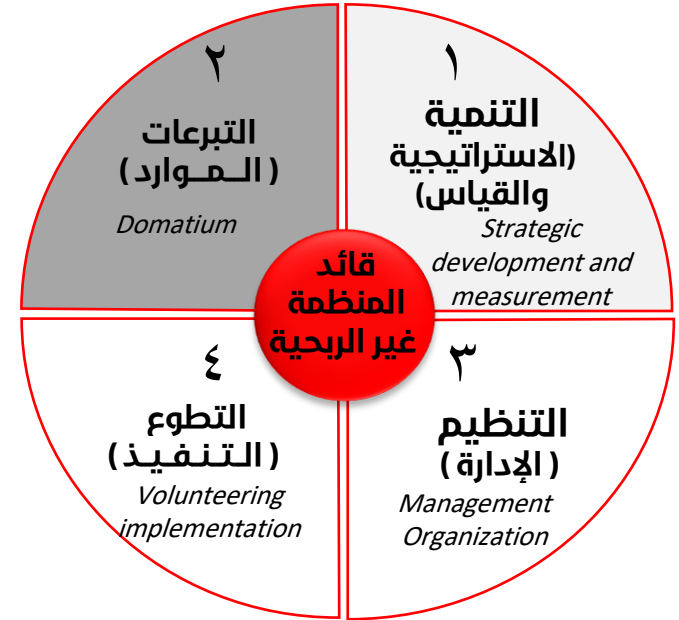 ١
التنمية
(الاستراتيجية
والقياس)
Strategic
development and
measurement
٢
التبرعات
(الـمـوارد)
Domatium
قائد
المنظمة
غير الربحية
٣
التنظيم
(الإدارة)
Management
Organization
٤
التطوع
(الـتـنـفـيـذ)
Volunteering
implementation